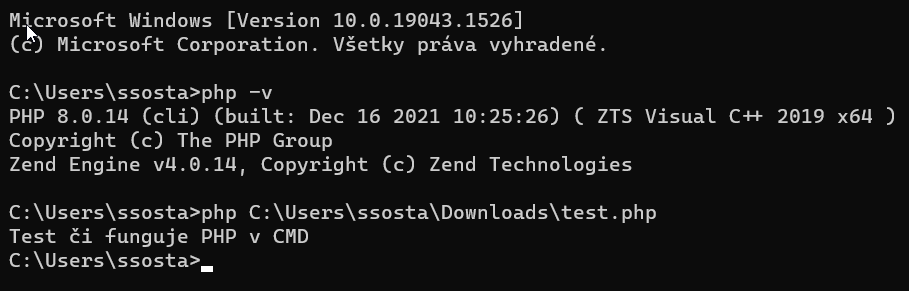 Microsoft Windows [Version 10.0.19043.1526]
(c) Microsoft Corporation. Všetky práva vyhradené.
C:\Users\ssosta>php -v
PHP 8.0.14 (cli) (built: Dec 16 2021 10:25:26) ( ZTS Visual C++ 2019 x64 )
Copyright (c) The PHP Group
Zend Engine v4.0.14, Copyright (c) Zend Technologies
C:\Users\ssosta>php C:\Users\ssosta\Downloads\test.php
Test či funguje PHP v CMD
C:\Users\ssosta>